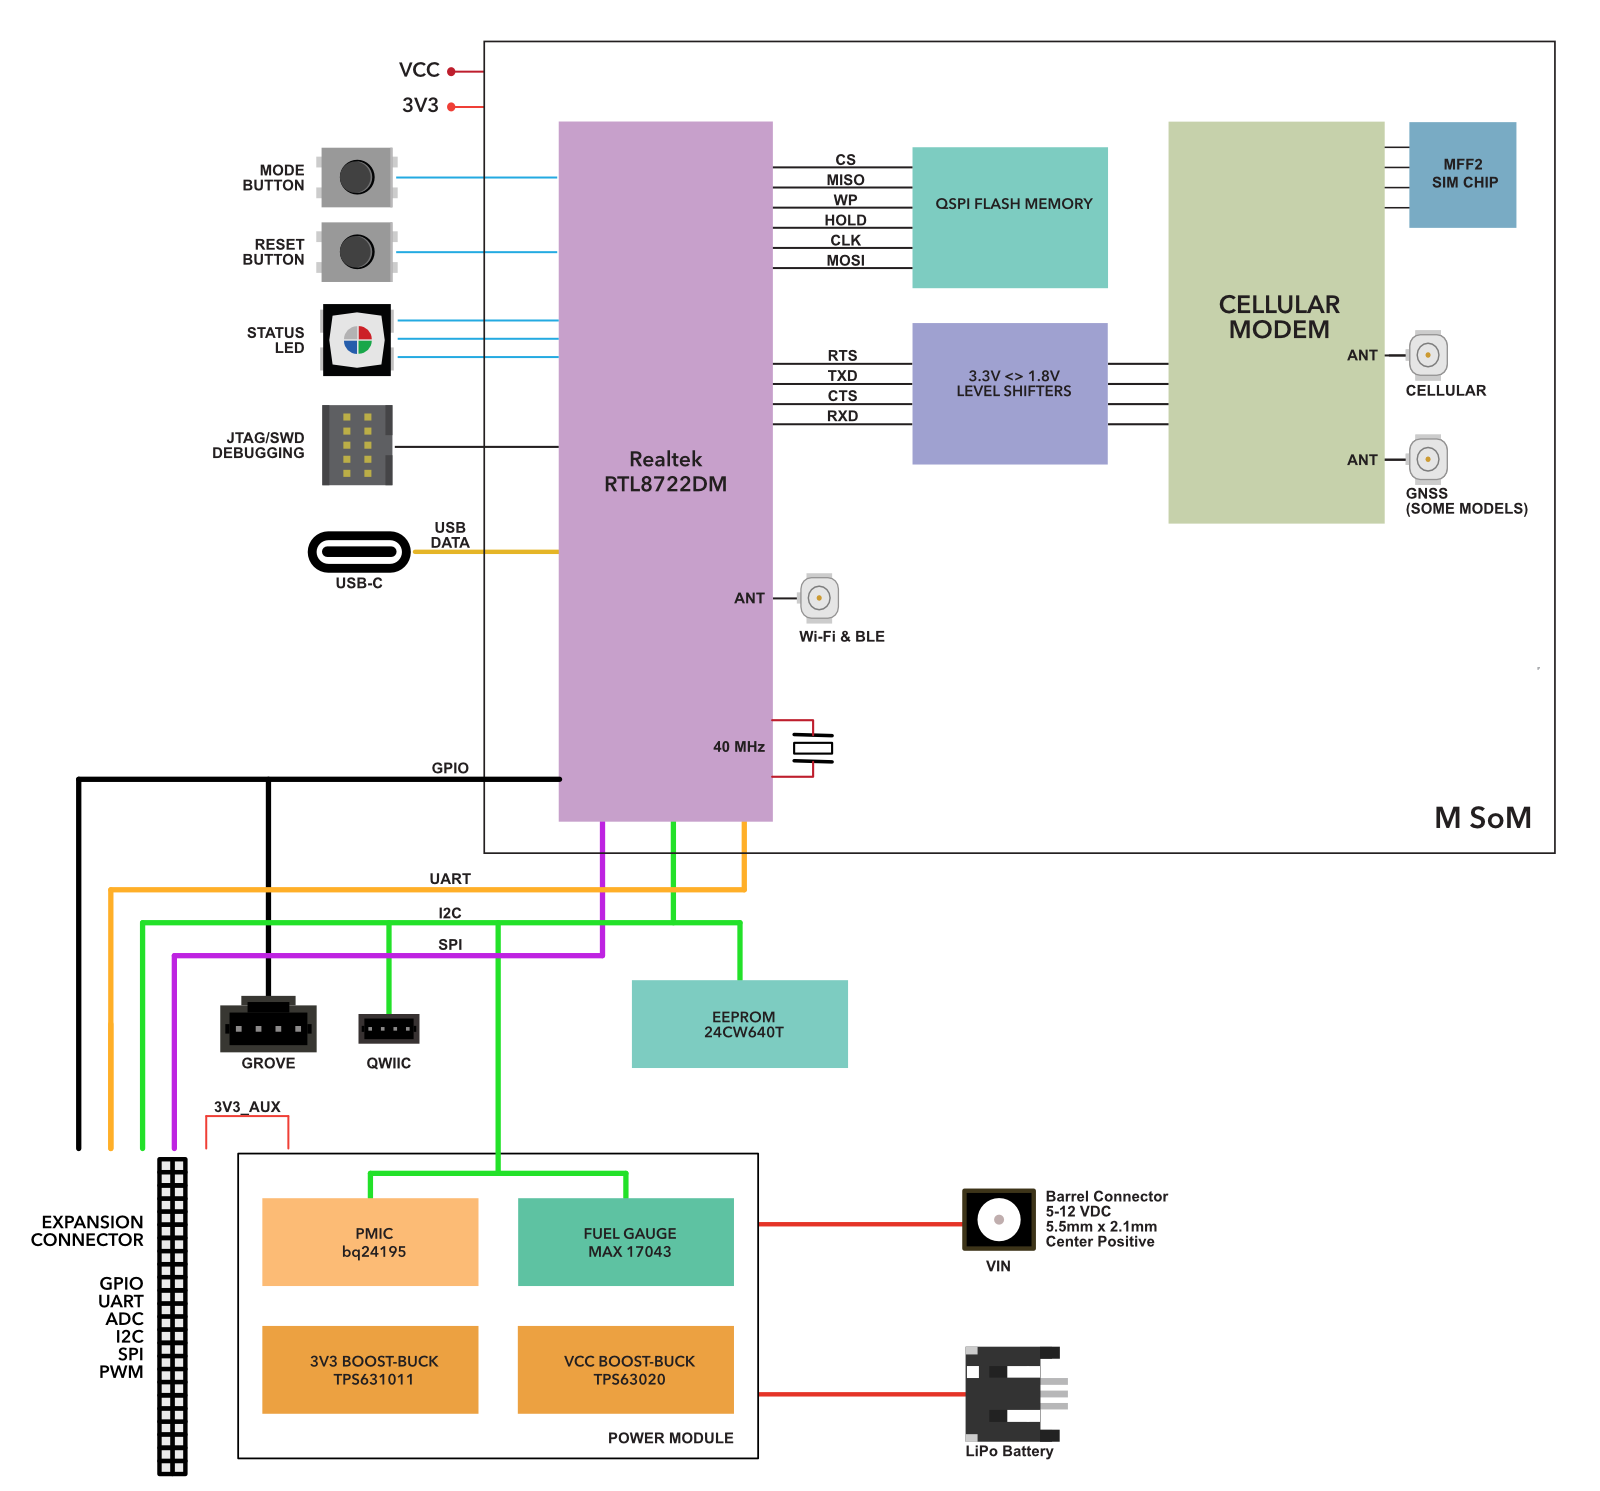 VCC
3V3
MODE
BUTTON
RESET
BUTTON
STATUS
LED
JTAG/SWD
DEBUGGING
USB
DATA
USB-C
CS
MISO
WP
HOLD
CLK
MOSI
QSPI FLASH MEMORY
MFF2
SIM CHIP
CELLULAR
MODEM
RTS
TXD
CTS
RXD
3.3V <> 1.8V
LEVEL SHIFTERS
ANT
CELLULAR
ANT
GNSS
(SOME MODELS)
Realtek
RTL8722DM
ANT
Wi-Fi & BLE
40 MHz
M SoM
GPIO
UART
I2C
SPI
GROVE
QWIIC
EEPROM
24CW640T
3V3_AUX
EXPANSION
CONNECTOR
GPIO
UART
ADC
I2C
SPI
PWM
PMIC
bq24195
FUEL GAUGE
MAX 17043
3V3 BOOST-BUCK
TPS631011
VCC BOOST-BUCK
TPS63020
POWER MODULE
Barrel Connector
5-12 VDC
5.5mm x 2.1mm
Center Positive
VIN
LiPo Battery